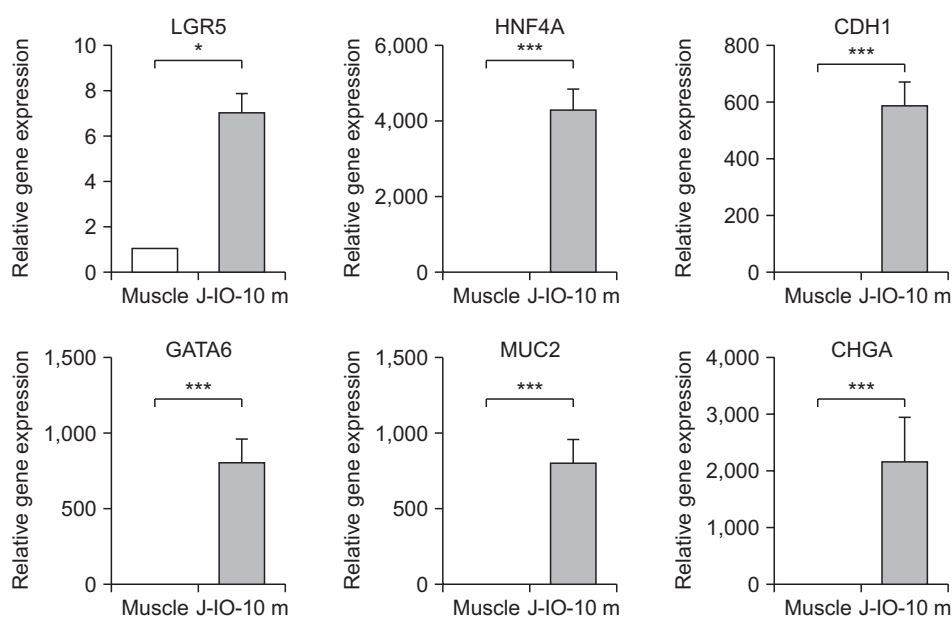 LGR5
*
Relative gene expression
10
8
6
4
2
0
Muscle J-IO-10 m
HNF4A
***
Relative gene expression
6,000
4,000
2,000
0
Muscle J-IO-10 m
CDH1
***
Relative gene expression
800
600
400
200
0
Muscle J-IO-10 m
GATA6
***
Relative gene expression
1,500
1,000
500
0
Muscle J-IO-10 m
MUC2
***
Relative gene expression
1,500
1,000
500
0
Muscle J-IO-10 m
CHGA
***
Relative gene expression
4,000
3,000
2,000
1,000
0
Muscle J-IO-10 m